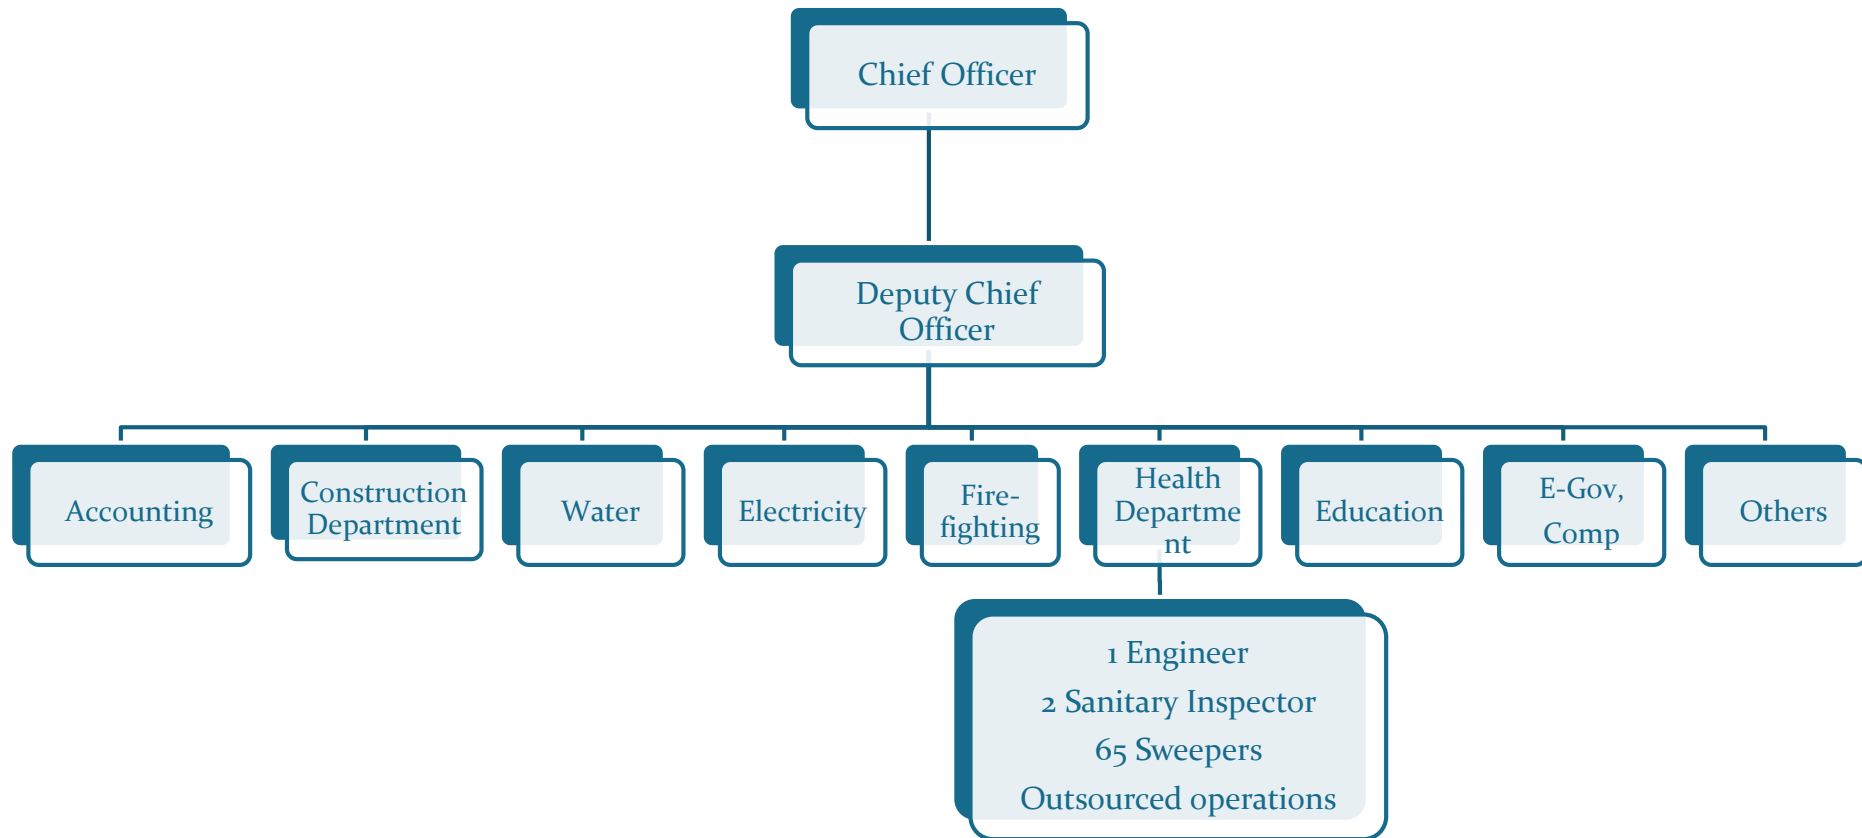 Chief Officer
Deputy Chief
Officer
Accounting
Construction
Department
Water
Electricity
Fire-
fighting
Health
Departme
nt
Education
E-Gov,
Comp
Others
1 Engineer
2 Sanitary Inspector
65 Sweepers
Outsourced operations